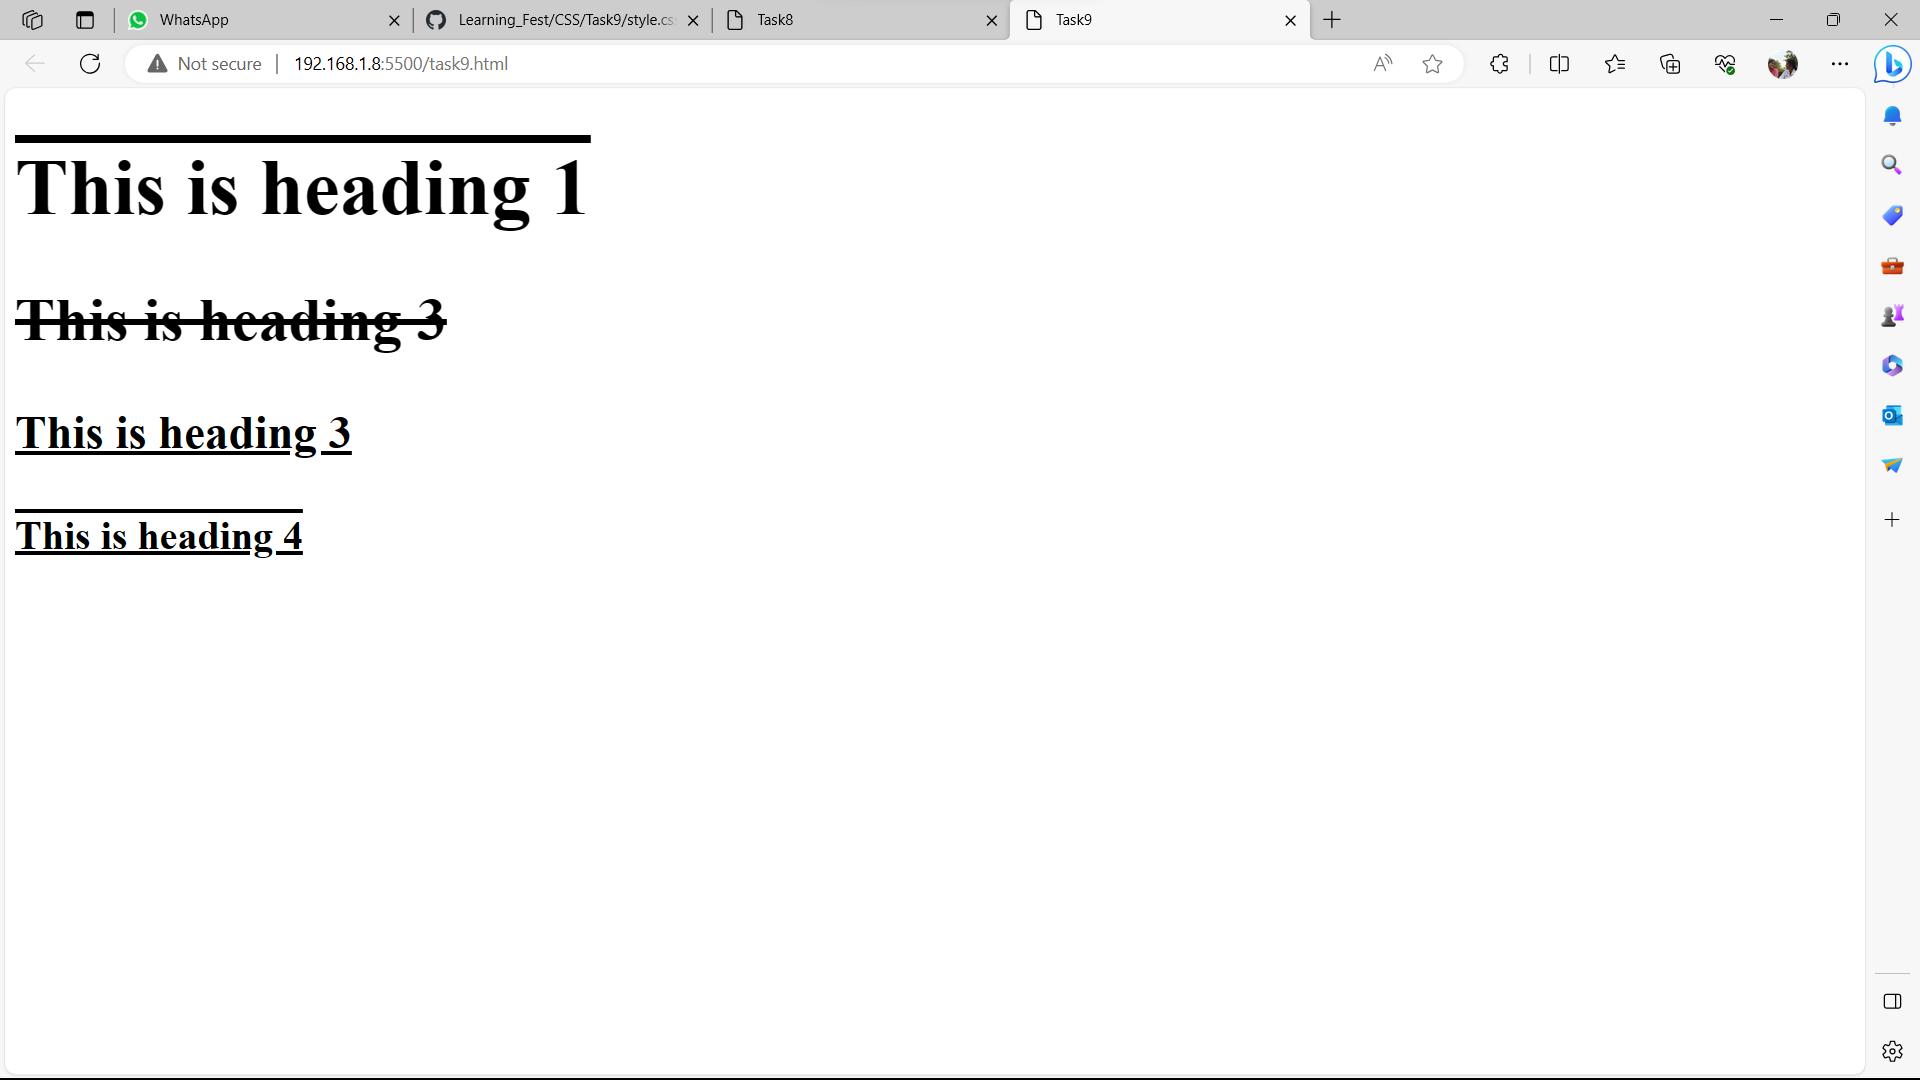 WhatsApp
Learning_Fest/CSS/Task9/style.cs
Task8
Task9
Not secure
192.168.1.8:5500/task9.html
This is heading 1
This is heading 3
This is heading 3
This is heading 4